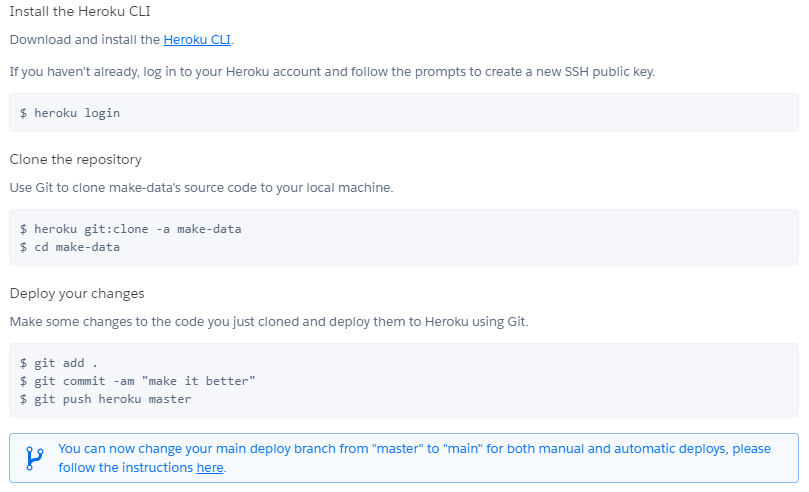 Install the Heroku CLI
Download and install the Heroku CLI.
If you haven't already, log in to your Heroku account and follow the prompts to create a new SSH public key.
$ heroku login
Clone the repository
Use Git to clone make-data's source code to your local machine.
$ heroku git:clone -a make-data
$ cd make-data
Deploy your changes
Make some changes to the code you just cloned and deploy them to Heroku using Git.
$ git add .
$ git commit -am "make it better"
$ git push heroku master
You can now change your main deploy branch from "master" to "main" for both manual and automatic deploys, please
follow the instructions here.